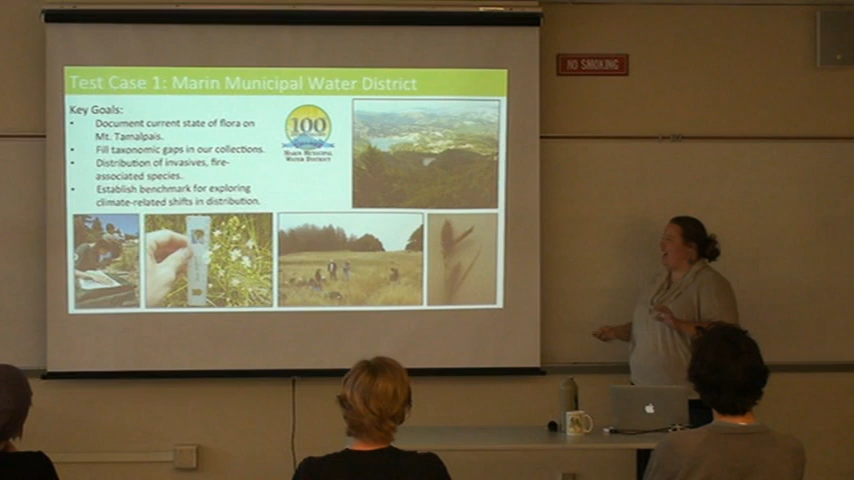 Test Case 1: Marin Municipal Water District
Key Goals:
• Document current state of flora on
Mt. Tamalpais.
• Fill taxonomic gaps in our collections.
• Distribution of invasives, fire-
associated species.
• Establish benchmark for exploring
climate-related shifts in distribution.
100
MARIN MUNICIPAL
WATER DISTRICT
NO SMOKING